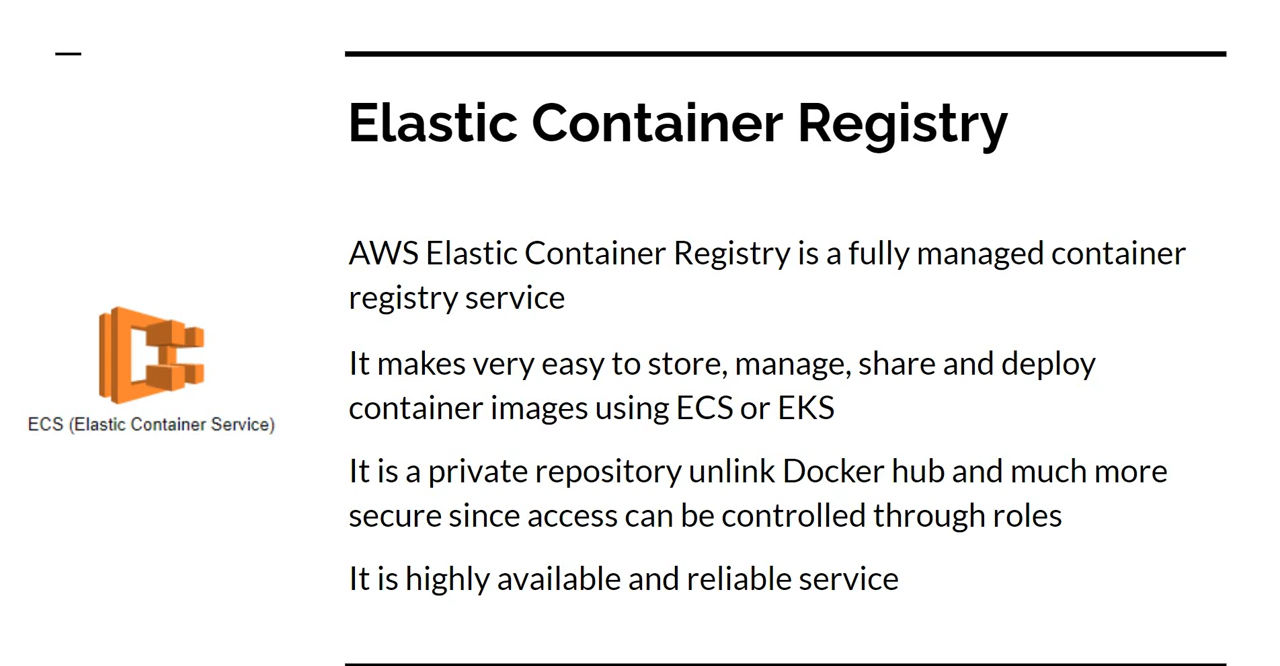 Elastic Container Registry
AWS Elastic Container Registry is a fully managed container
registry service
It makes very easy to store, manage, share and deploy
container images using ECS or EKS
ECS (Elastic Container Service)
It is a private repository unlink Docker hub and much more
secure since access can be controlled through roles
It is highly available and reliable service